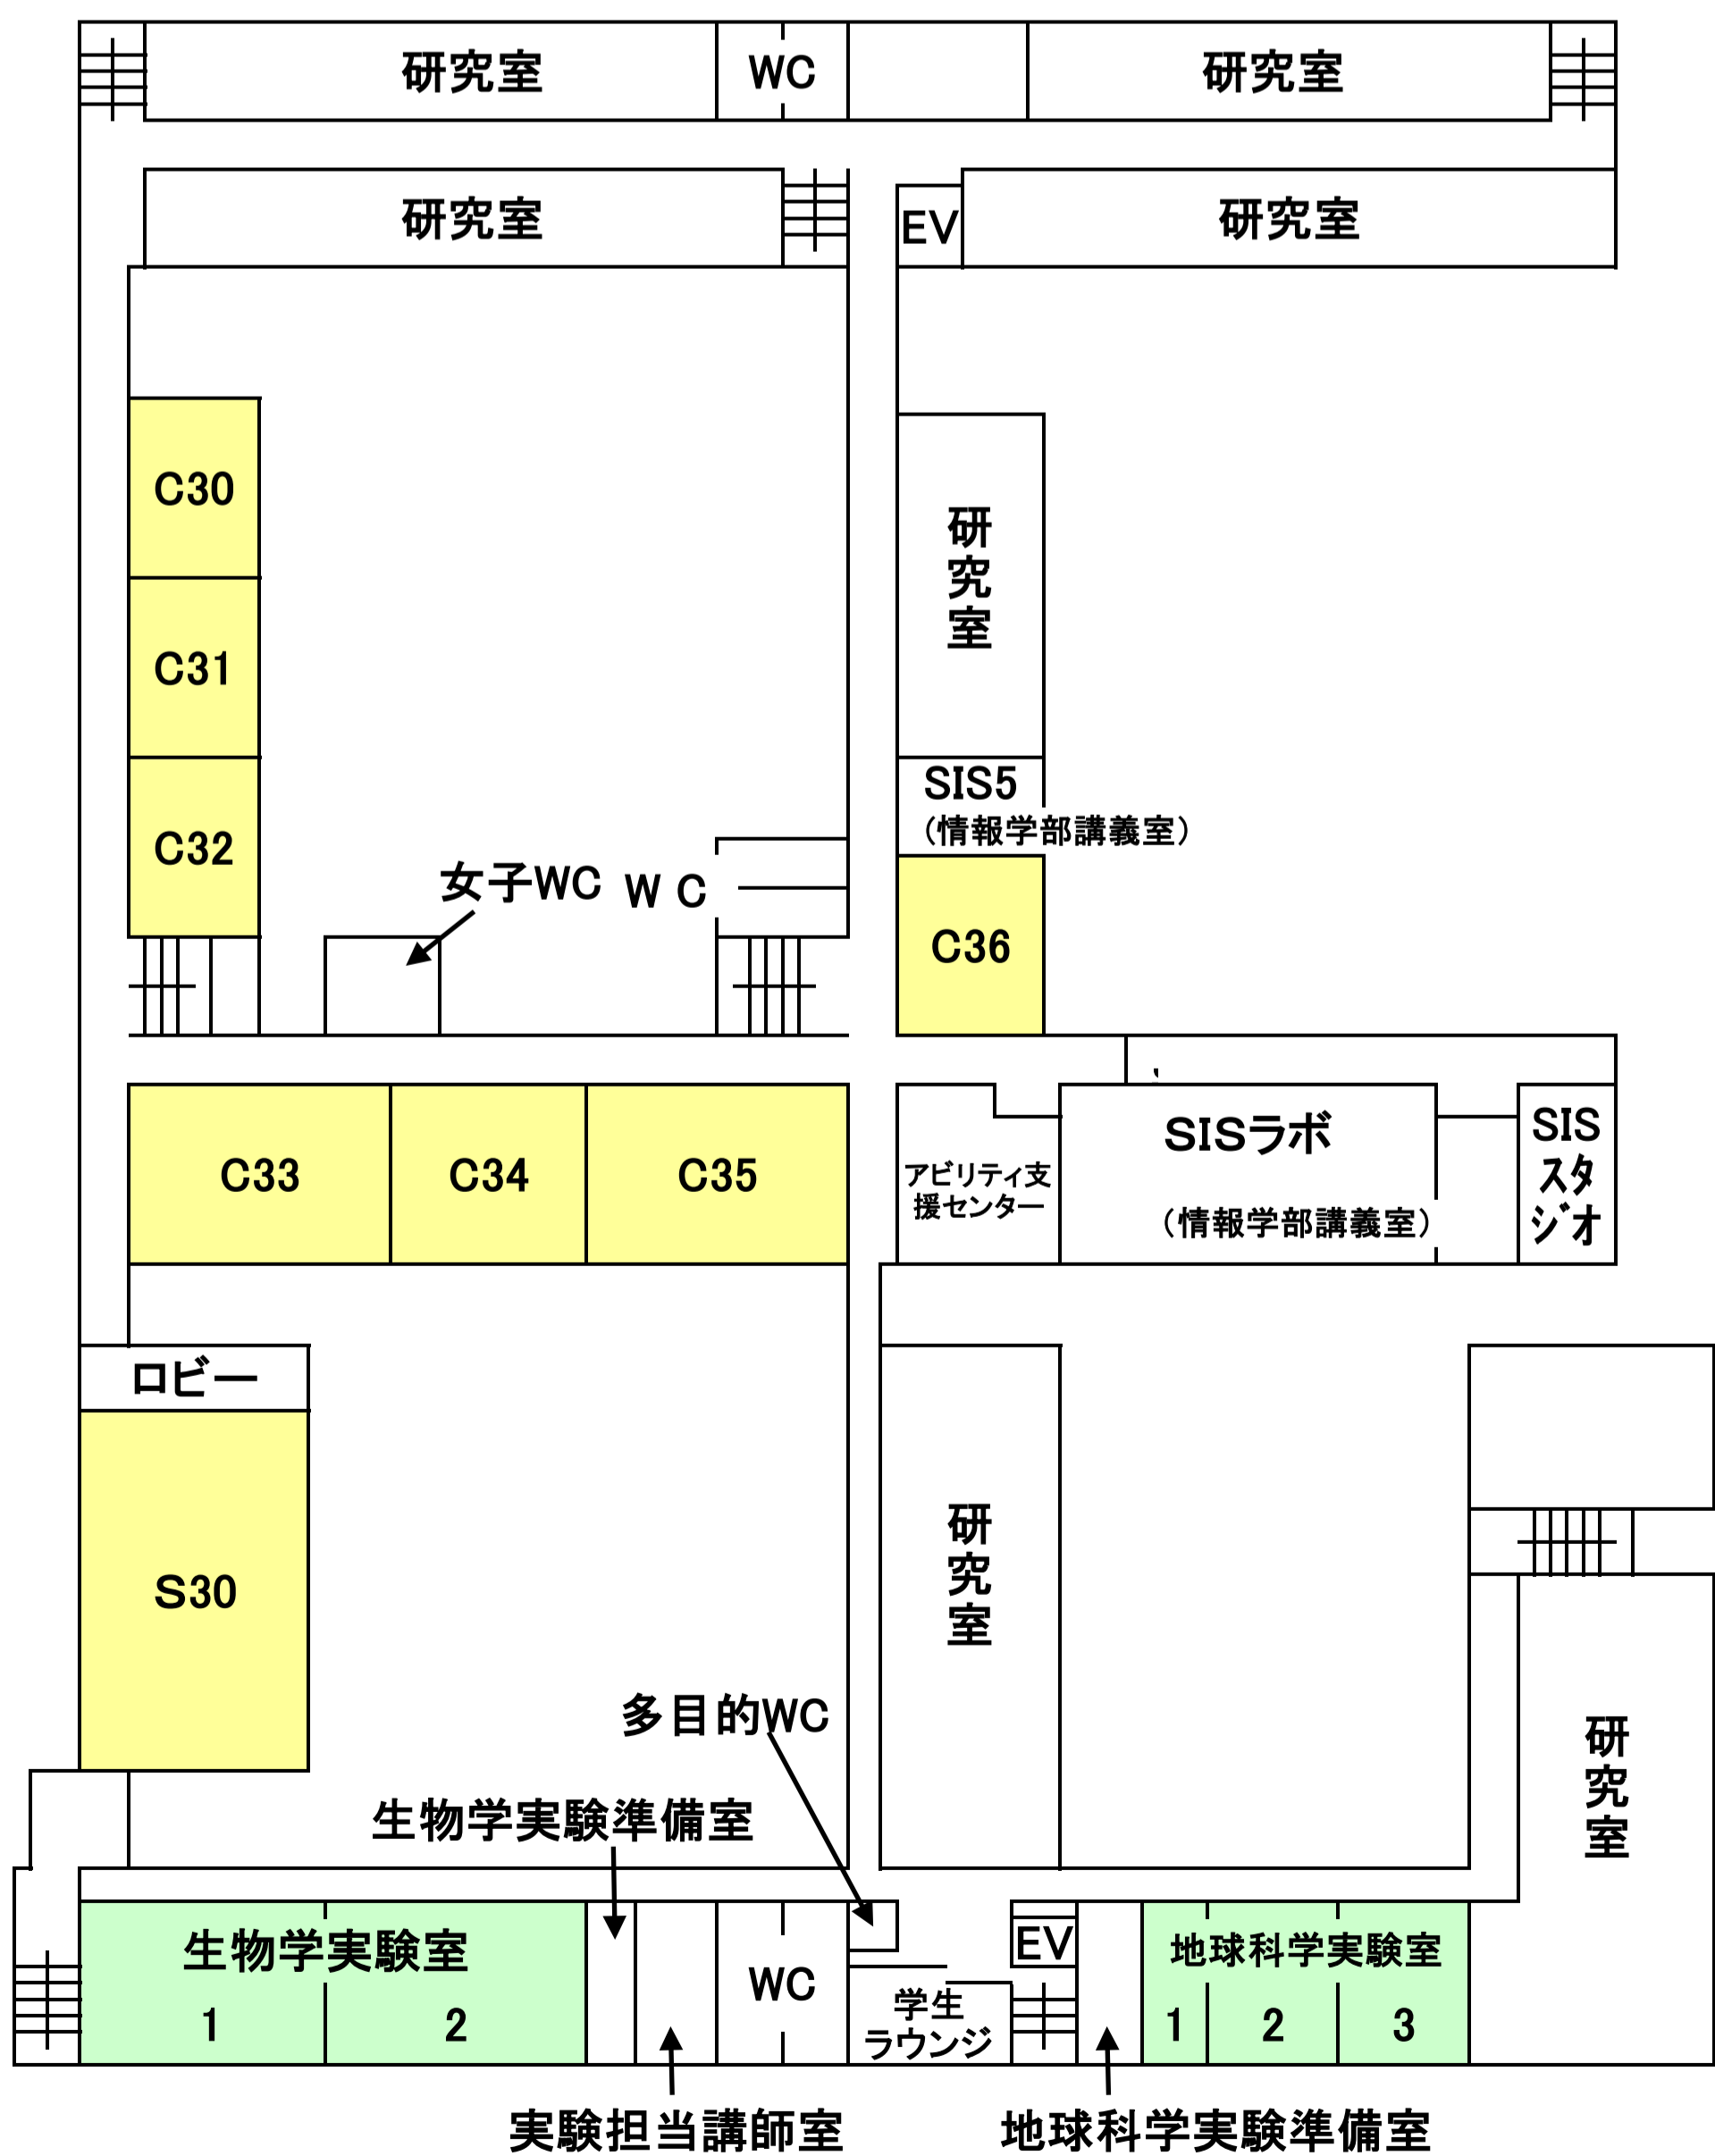 研究室
WC
研究室
研究室
EV
研究室
C30
研究室
C31
SIS5
（情報学部講義室）
C32
女子WC
W C
C36
C33
C34
C35
アビリティ支
援センター
SISラボ
（情報学部講義室）
SIS
スタ
ジオ
ロビー
S30
研究室
多目的WC
研究室
生物学実験準備室
生物学実験室
1
2
WC
学生
ラウンジ
EV
地球科学実験室
1
2
3
実験担当講師室
地球科学実験準備室